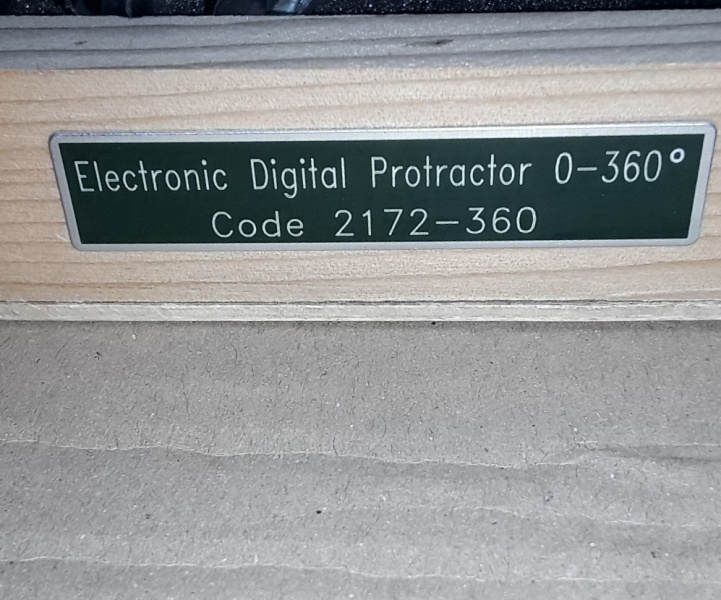 Electronic Digital Protractor 0-360°
Code 2172-360